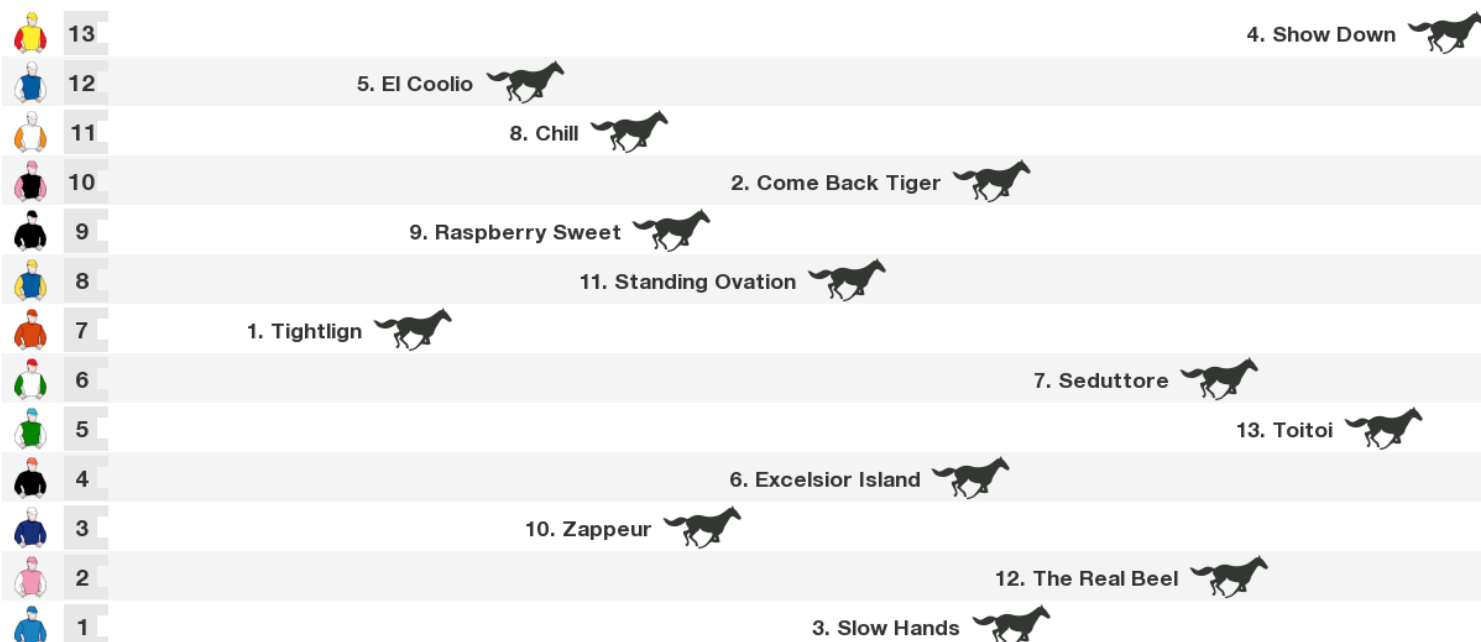 13 4. Show Down
12 5. El Coolio
11 8. Chill
10 2. Come Back Tiger
9 9. Raspberry Sweet
8 11. Standing Ovation
7 1. Tightlign
6 7. Seduttore
5 13. Toitoi
4 6. Excelsior Island
3 10. Zappeur
2 12. The Real Beel
1 3. Slow Hands